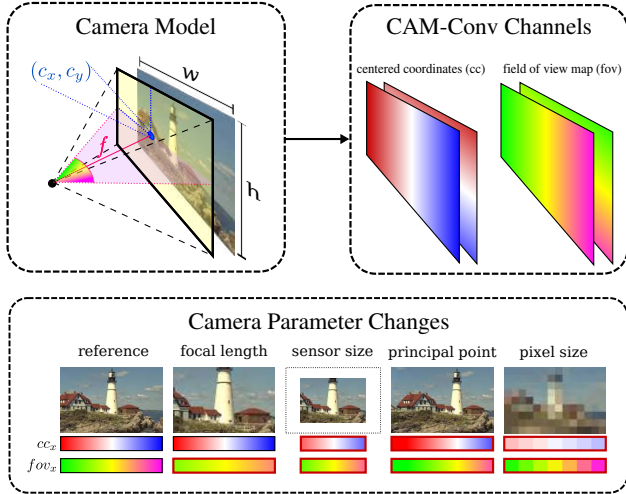 Camera Model
(c_x, c_y)
w
f
h
CAM-Conv Channels
centered coordinates (cc)
field of view map (fov)
Camera Parameter Changes
reference
focal length
sensor size
principal point
pixel size
cc_x
fov_x